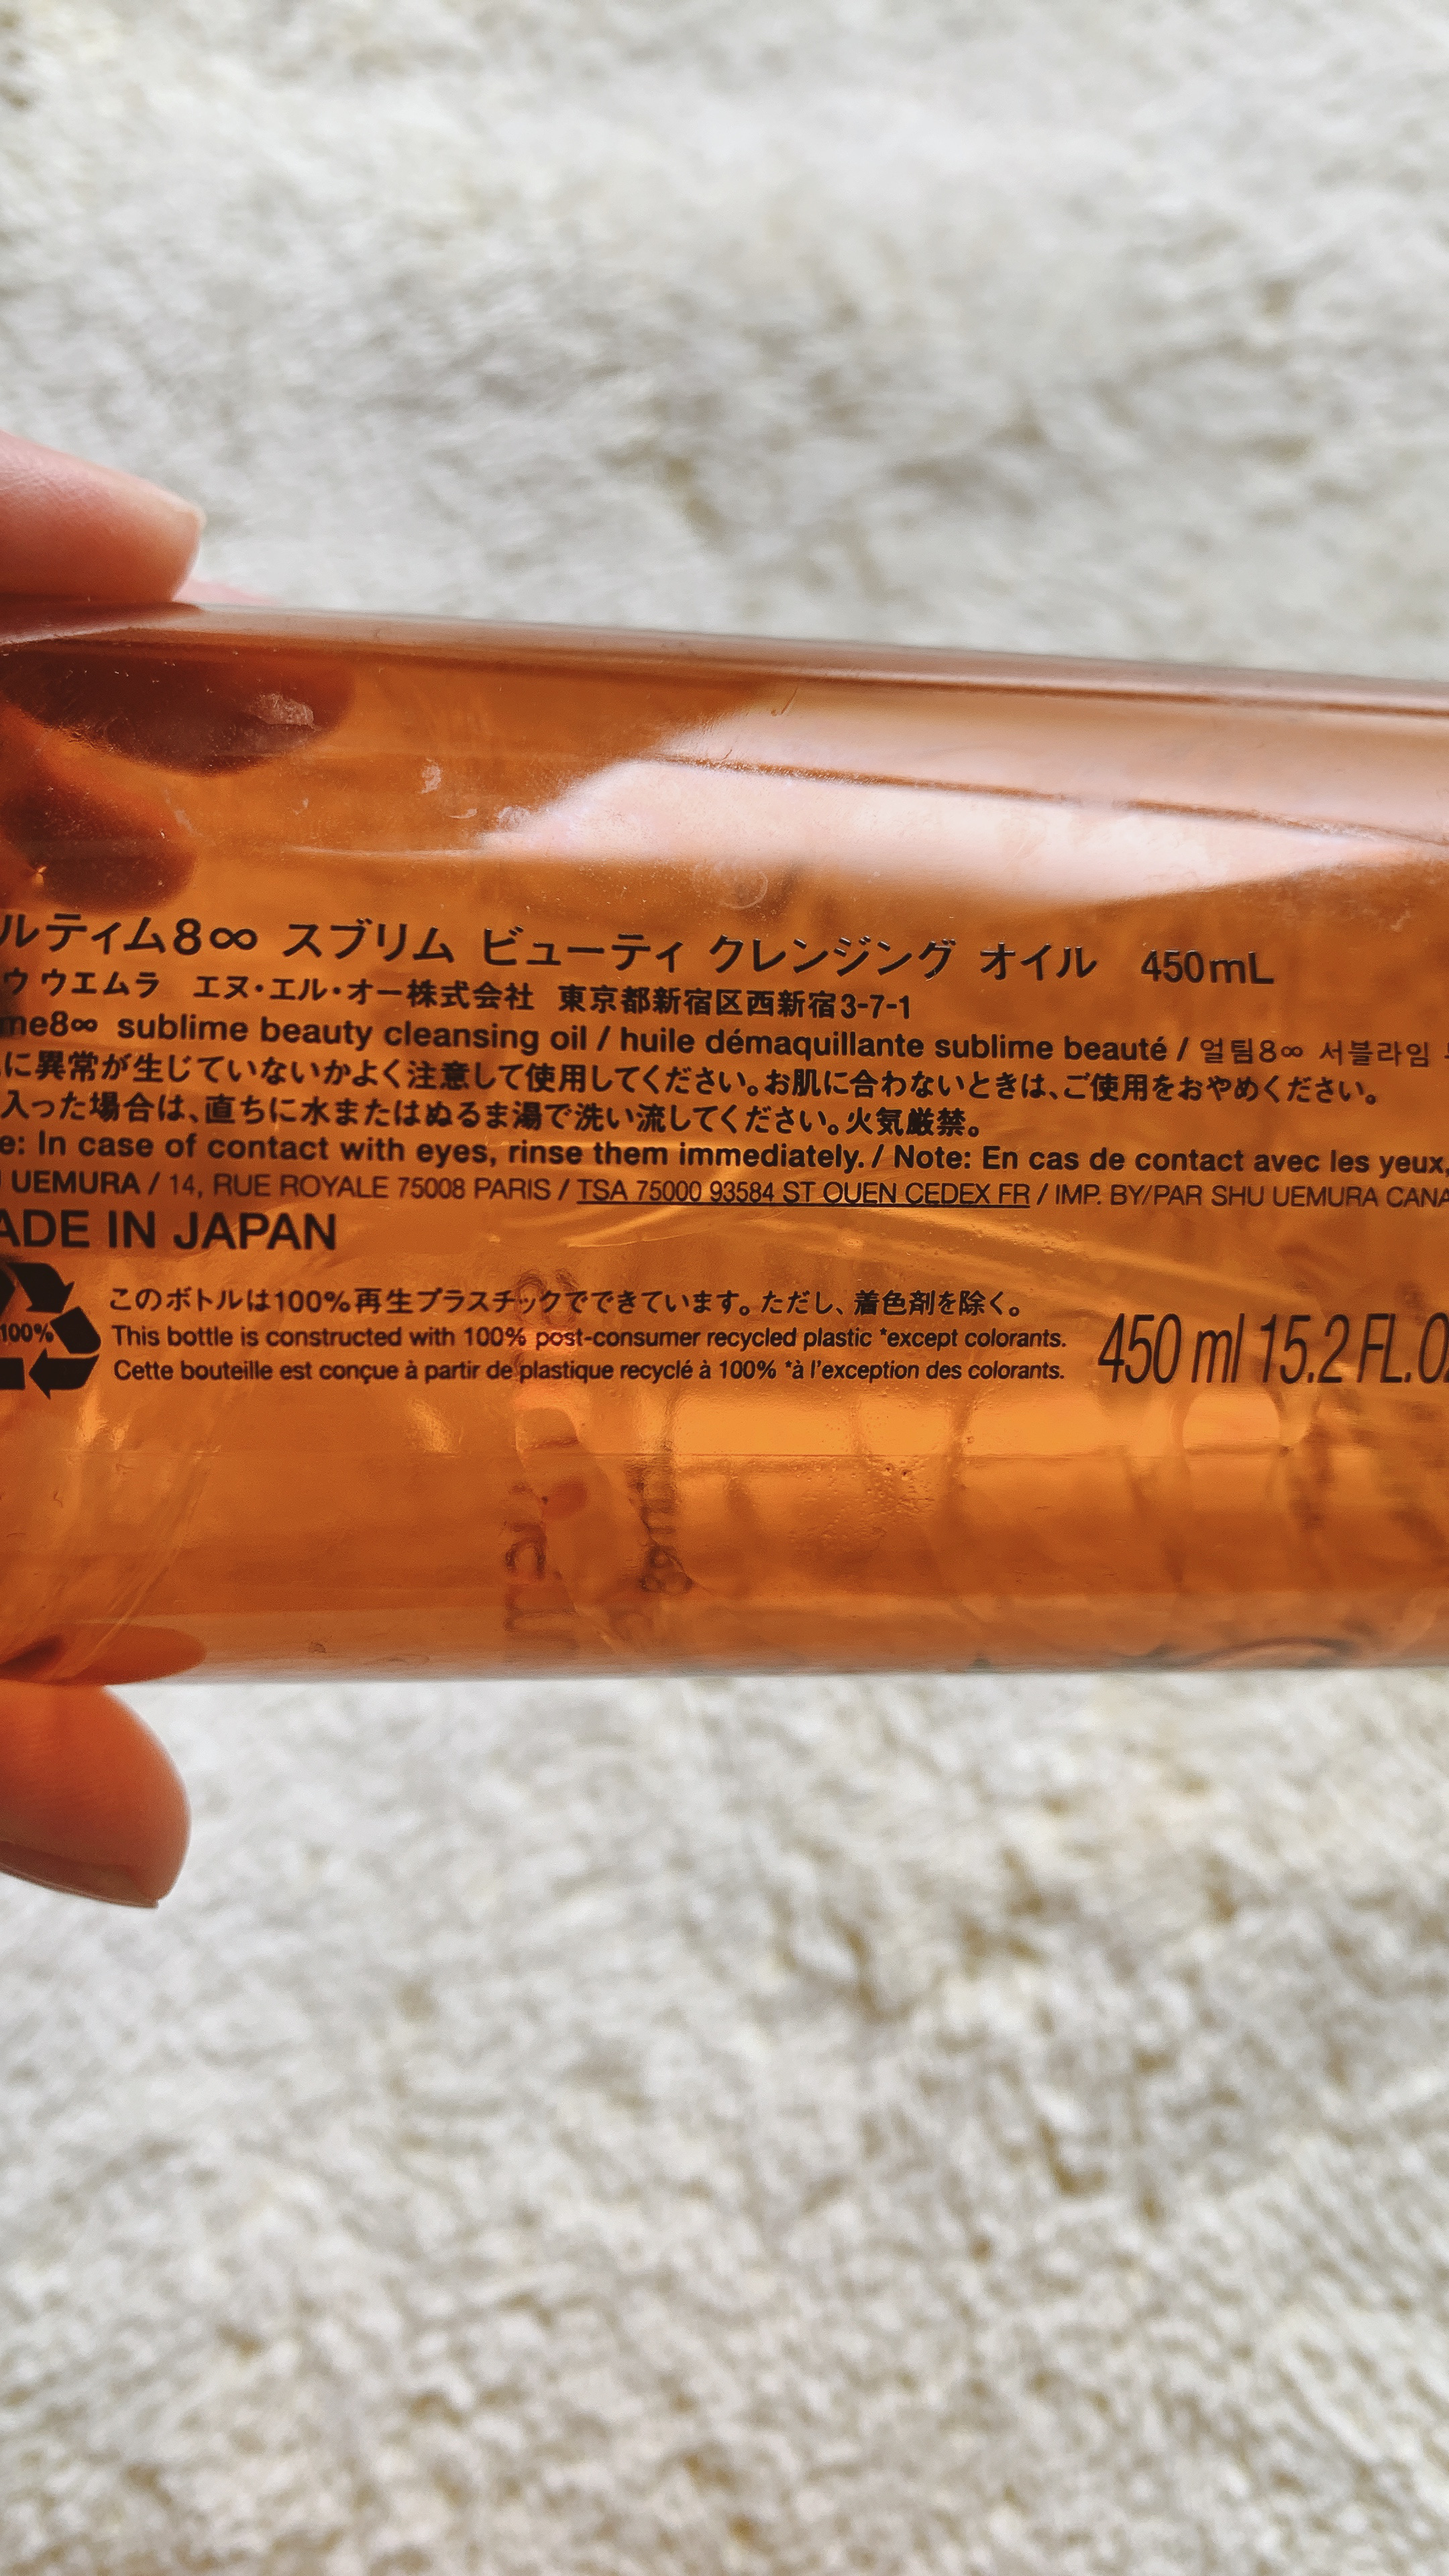 ルティム8∞ スブリム ビューティ クレンジング オイル 450mL
ウ ウエムラ エヌ・エル・オー株式会社 東京都新宿区西新宿3-7-1
me8∞ sublime beauty cleansing oil / huile démaquillante sublime beauté / 얼팀8∞ 서블라임
に異常が生じていないかよく注意して使用してください。お肌に合わないときは、ご使用をおやめください。
入った場合は、直ちに水またはぬるま湯で洗い流してください。火気厳禁。
e: In case of contact with eyes, rinse them immediately. / Note: En cas de contact avec les yeux,
UEMURA / 14, RUE ROYALE 75008 PARIS / TSA 75000 93584 ST OUEN CEDEX FR / IMP. BY/PAR SHU UEMURA CANA
ADE IN JAPAN
100%
このボトルは100%再生プラスチックでできています。ただし、着色剤を除く。
This bottle is constructed with 100% post-consumer recycled plastic *except colorants.
Cette bouteille est conçue à partir de plastique recyclé à 100% *à l'exception des colorants.
450 ml 15.2 FL.OZ